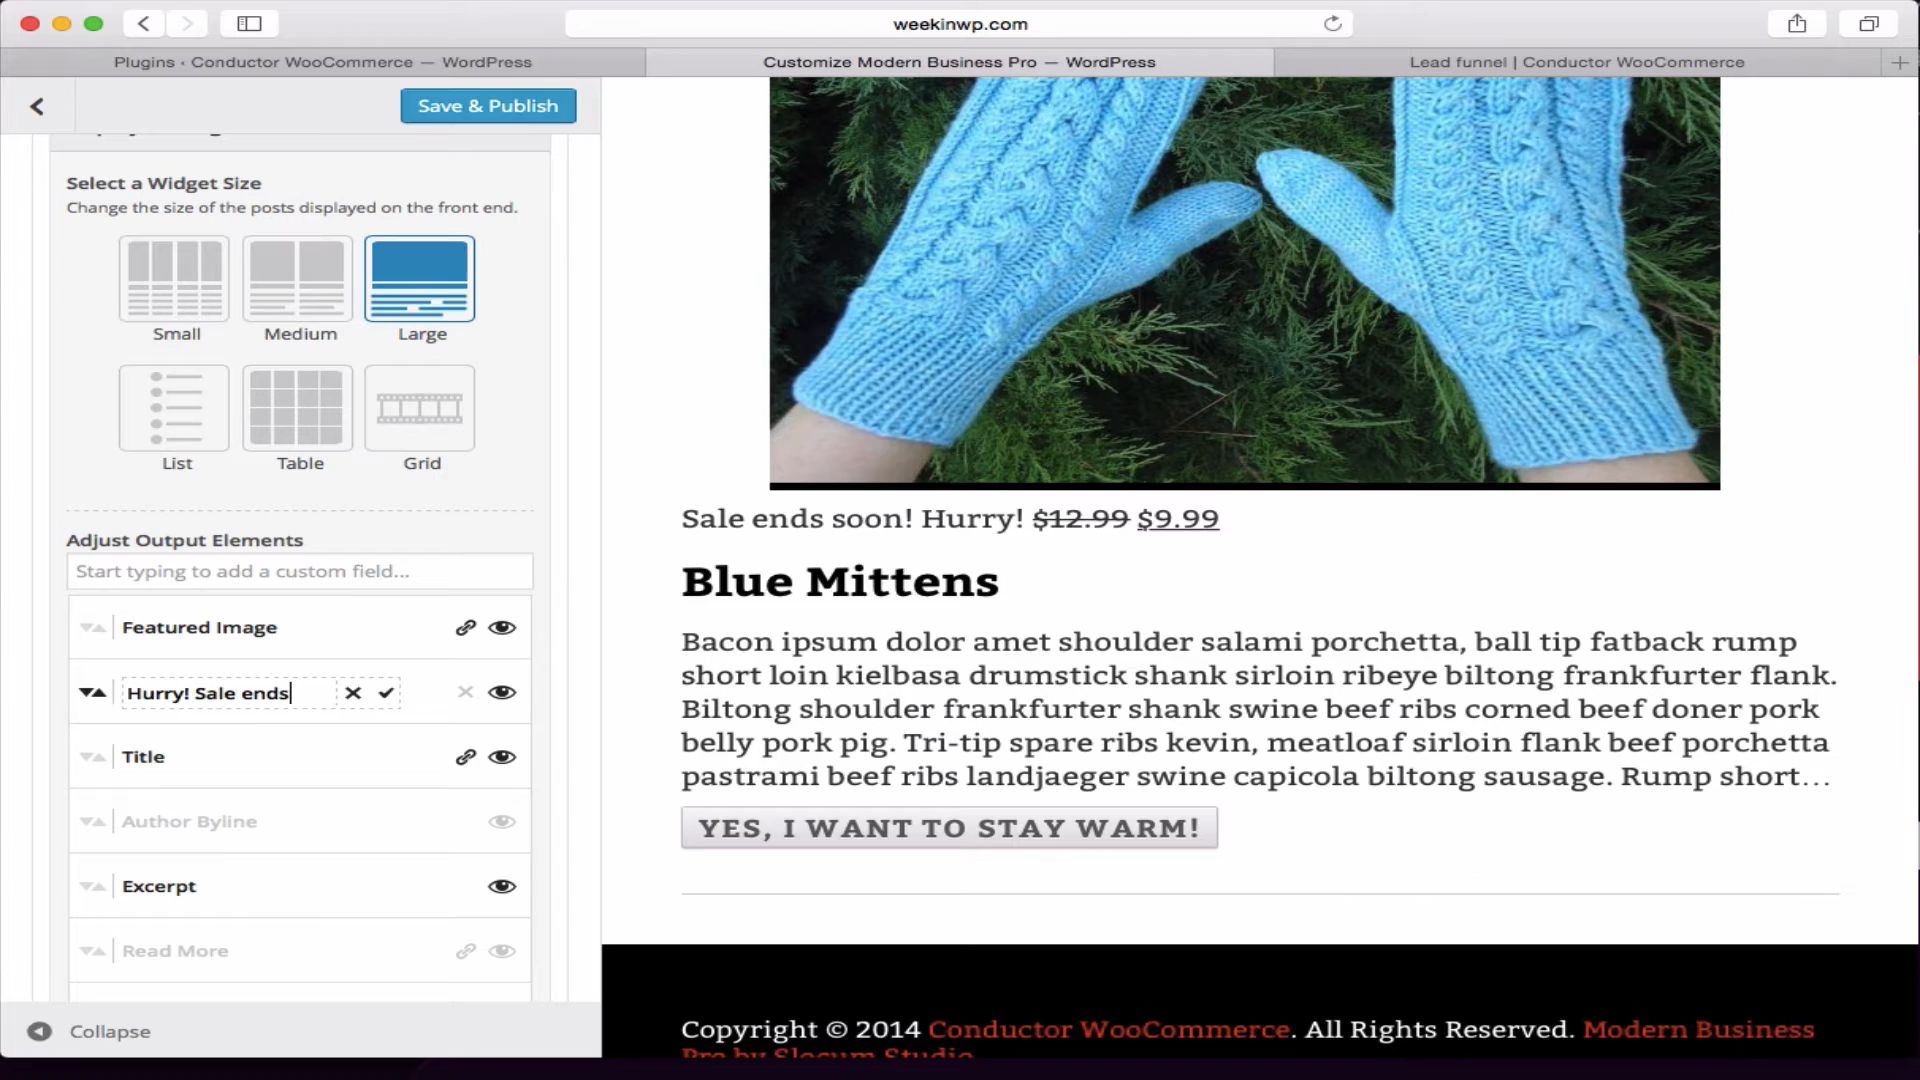 weekinwp.com
Plugins · Conductor WooCommerce — WordPress
Customize Modern Business Pro — WordPress
Lead funnel | Conductor WooCommerce
Save & Publish
Select a Widget Size
Change the size of the posts displayed on the front end.
Small
Medium
Large
List
Table
Grid
Adjust Output Elements
Start typing to add a custom field...
Featured Image
Hurry! Sale ends
Title
Author Byline
Excerpt
Read More
Collapse
Sale ends soon! Hurry! $12.99 $9.99
Blue Mittens
Bacon ipsum dolor amet shoulder salami porchetta, ball tip fatback rump
short loin kielbasa drumstick shank sirloin ribeye biltong frankfurter flank.
Biltong shoulder frankfurter shank swine beef ribs corned beef doner pork
belly pork pig. Tri-tip spare ribs kevin, meatloaf sirloin flank beef porchetta
pastrami beef ribs landjaeger swine capicola biltong sausage. Rump short...
YES, I WANT TO STAY WARM!
Copyright © 2014 Conductor WooCommerce. All Rights Reserved. Modern Business
Pro by Slocum Studio